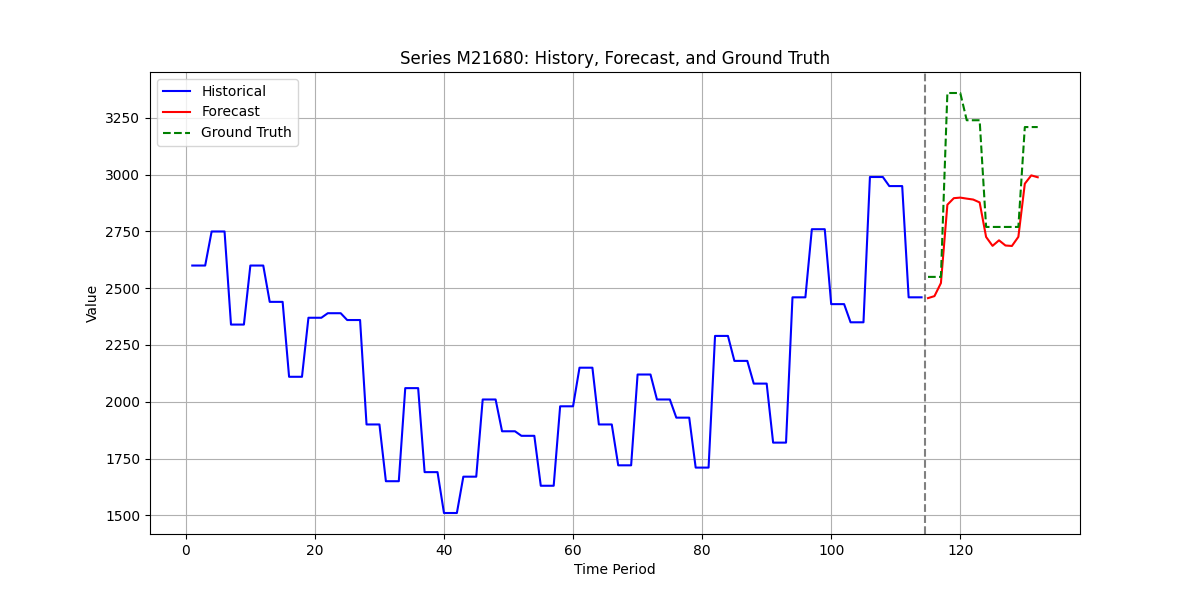 Series M21680: History, Forecast, and Ground Truth
Historical
Forecast
Ground Truth
3250
3000
2750
2500
2250
2000
1750
1500
Value
0 20 40 60 80 100 120
Time Period